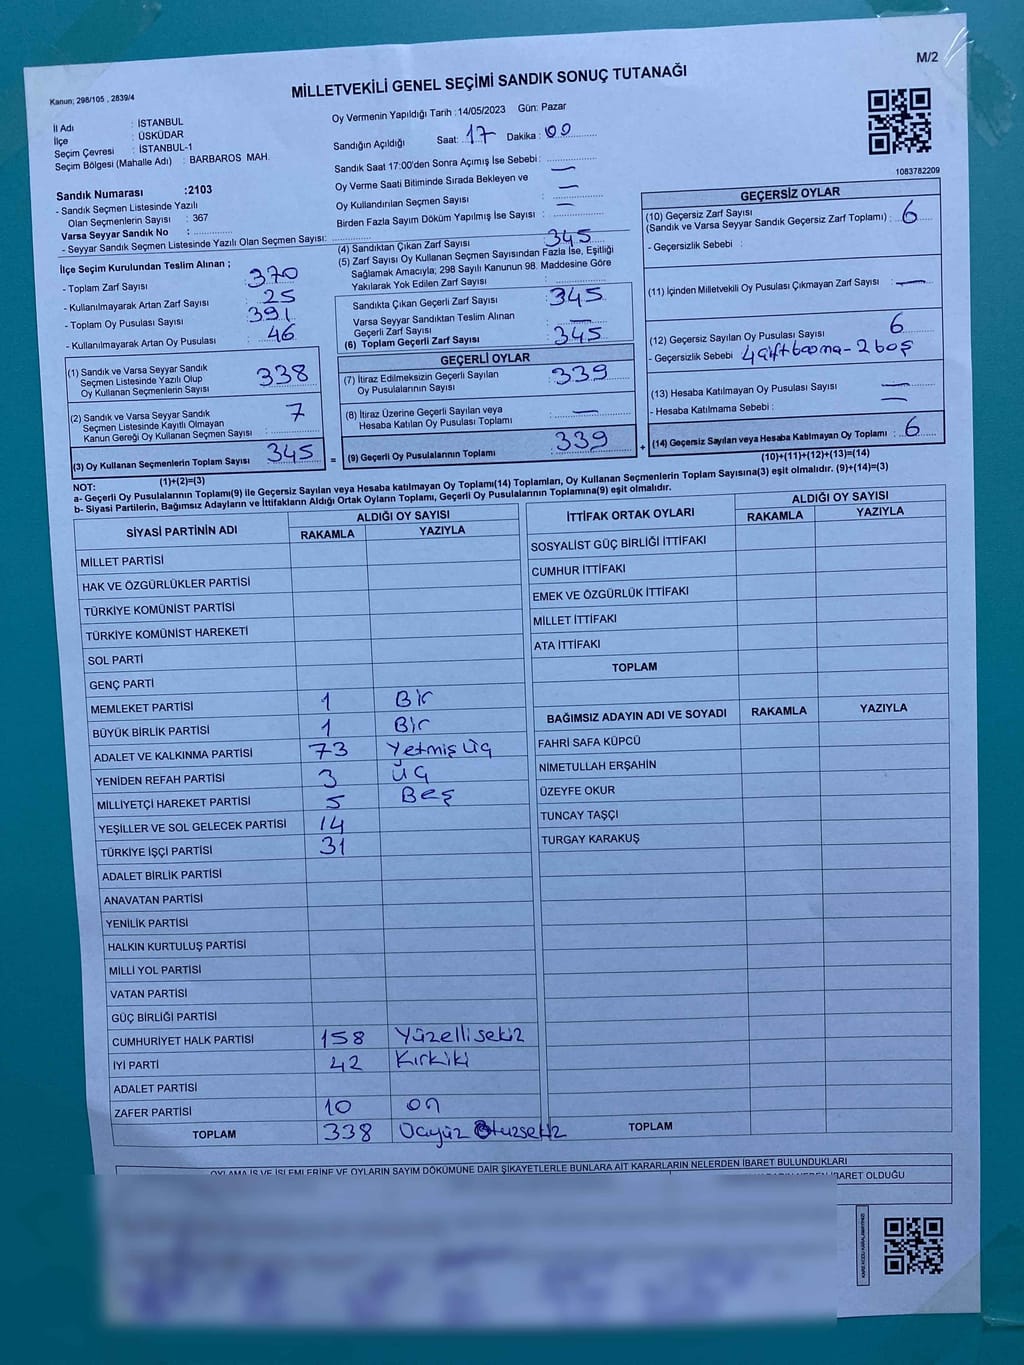 M/2
Kanun; 298/105 , 2839/4
MİLLETVEKİLİ GENEL SEÇİMİ SANDIK SONUÇ TUTANAĞI
İl Adı : İSTANBUL
İlçe : ÜSKÜDAR
Seçim Çevresi : İSTANBUL-1
Seçim Bölgesi (Mahalle Adı) : BARBAROS MAH.
Sandık Numarası :2103
- Sandık Seçmen Listesinde Yazılı
Olan Seçmenlerin Sayısı : 367
Varsa Seyyar Sandık No :
- Seyyar Sandık Seçmen Listesinde Yazılı Olan Seçmen Sayısı:
Oy Vermenin Yapıldığı Tarih :14/05/2023 Gün: Pazar
Sandığın Açıldığı Saat: 17 Dakika : 00
Sandık Saat 17:00'den Sonra Açımış İse Sebebi : —
Oy Verme Saati Bitiminde Sırada Bekleyen ve
Oy Kullandırılan Seçmen Sayısı : —
Birden Fazla Sayım Döküm Yapılmış İse Sayısı : —
1083782209
İlçe Seçim Kurulundan Teslim Alınan ;
- Toplam Zarf Sayısı : 370
- Kullanılmayarak Artan Zarf Sayısı : 25
- Toplam Oy Pusulası Sayısı : 391
- Kullanılmayarak Artan Oy Pusulası : 46
(1) Sandık ve Varsa Seyyar Sandık
Seçmen Listesinde Yazılı Olup
Oy Kullanan Seçmenlerin Sayısı : 338
(2) Sandık ve Varsa Seyyar Sandık
Seçmen Listesinde Kayıtlı Olmayan
Kanun Gereği Oy Kullanan Seçmen Sayısı : 7
(3) Oy Kullanan Seçmenlerin Toplam Sayısı : 345
(1)+(2)=(3)
(4) Sandıktan Çıkan Zarf Sayısı : 345
(5) Zarf Sayısı Oy Kullanan Seçmen Sayısından Fazla İse, Eşitliği
Sağlamak Amacıyla; 298 Sayılı Kanunun 98. Maddesine Göre
Yakılarak Yok Edilen Zarf Sayısı :
Sandıkta Çıkan Geçerli Zarf Sayısı : 345
Varsa Seyyar Sandıktan Teslim Alınan
Geçerli Zarf Sayısı : —
(6) Toplam Geçerli Zarf Sayısı : 345
GEÇERLİ OYLAR
(7) İtiraz Edilmeksizin Geçerli Sayılan
Oy Pusulalarının Sayısı : 339
(8) İtiraz Üzerine Geçerli Sayılan veya
Hesaba Katılan Oy Pusulası Toplamı : —
(9) Geçerli Oy Pusulalarının Toplamı : 339
GEÇERSİZ OYLAR
(10) Geçersiz Zarf Sayısı
(Sandık ve Varsa Seyyar Sandık Geçersiz Zarf Toplamı) : 6
- Geçersizlik Sebebi :
(11) İçinden Milletvekili Oy Pusulası Çıkmayan Zarf Sayısı : —
(12) Geçersiz Sayılan Oy Pusulası Sayısı : 6
- Geçersizlik Sebebi : 4 çift basma - 2 boş
(13) Hesaba Katılmayan Oy Pusulası Sayısı : —
- Hesaba Katılmama Sebebi : —
(14) Geçersiz Sayılan veya Hesaba Katılmayan Oy Toplamı : 6
(10)+(11)+(12)+(13)=(14)
NOT:
a- Geçerli Oy Pusulalarının Toplamı(9) ile Geçersiz Sayılan veya Hesaba katılmayan Oy Toplamı(14) Toplamları, Oy Kullanan Seçmenlerin Toplam Sayısına(3) eşit olmalıdır. (9)+(14)=(3)
b- Siyasi Partilerin, Bağımsız Adayların ve İttifakların Aldığı Ortak Oyların Toplamı, Geçerli Oy Pusulalarının Toplamına(9) eşit olmalıdır.
SİYASİ PARTİNİN ADI ALDIĞI OY SAYISI
RAKAMLA YAZIYLA
MİLLET PARTİSİ
HAK VE ÖZGÜRLÜKLER PARTİSİ
TÜRKİYE KOMÜNİST PARTİSİ
TÜRKİYE KOMÜNİST HAREKETİ
SOL PARTİ
GENÇ PARTİ
MEMLEKET PARTİSİ 1 Bir
BÜYÜK BİRLİK PARTİSİ 1 Bir
ADALET VE KALKINMA PARTİSİ 73 Yetmiş Üç
YENİDEN REFAH PARTİSİ 3 üç
MİLLİYETÇİ HAREKET PARTİSİ 5 Beş
YEŞİLLER VE SOL GELECEK PARTİSİ 14
TÜRKİYE İŞÇİ PARTİSİ 31
ADALET BİRLİK PARTİSİ
ANAVATAN PARTİSİ
YENİLİK PARTİSİ
HALKIN KURTULUŞ PARTİSİ
MİLLİ YOL PARTİSİ
VATAN PARTİSİ
GÜÇ BİRLİĞİ PARTİSİ
CUMHURİYET HALK PARTİSİ 158 Yüzellisekiz
İYİ PARTİ 42 Kırkiki
ADALET PARTİSİ
ZAFER PARTİSİ 10 on
TOPLAM 338 Üçyüz Otuzsekiz
İTTİFAK ORTAK OYLARI ALDIĞI OY SAYISI
RAKAMLA YAZIYLA
SOSYALİST GÜÇ BİRLİĞİ İTTİFAKI
CUMHUR İTTİFAKI
EMEK VE ÖZGÜRLÜK İTTİFAKI
MİLLET İTTİFAKI
ATA İTTİFAKI
TOPLAM
BAĞIMSIZ ADAYIN ADI VE SOYADI RAKAMLA YAZIYLA
FAHRİ SAFA KÜPCÜ
NİMETULLAH ERŞAHİN
ÜZEYFE OKUR
TUNCAY TAŞÇI
TURGAY KARAKUŞ
TOPLAM
OYLAMA İŞ VE İŞLEMLERİNE VE OYLARIN SAYIM DÖKÜMÜNE DAİR ŞİKAYETLERLE BUNLARA AİT KARARLARIN NELERDEN İBARET BULUNDUKLARI
İBARET OLDUĞU